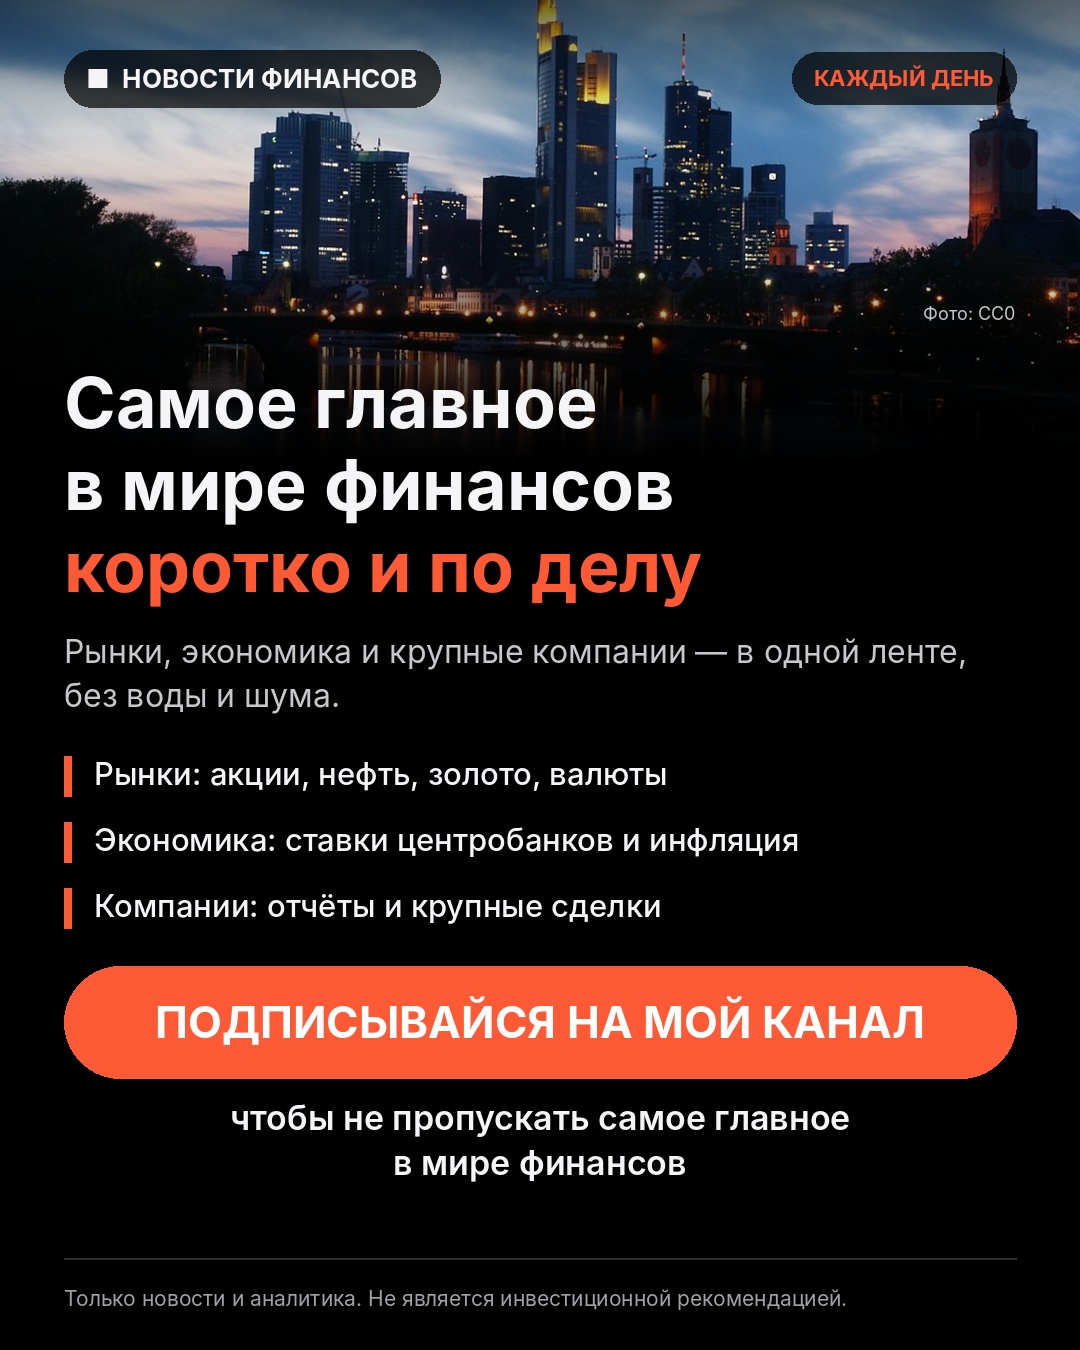 НОВОСТИ ФИНАНСОВ
КАЖДЫЙ ДЕНЬ
Фото: CC0
Самое главное
в мире финансов
коротко и по делу
Рынки, экономика и крупные компании — в одной ленте,
без воды и шума.
Рынки: акции, нефть, золото, валюты
Экономика: ставки центробанков и инфляция
Компании: отчёты и крупные сделки
ПОДПИСЫВАЙСЯ НА МОЙ КАНАЛ
чтобы не пропускать самое главное
в мире финансов
Только новости и аналитика. Не является инвестиционной рекомендацией.